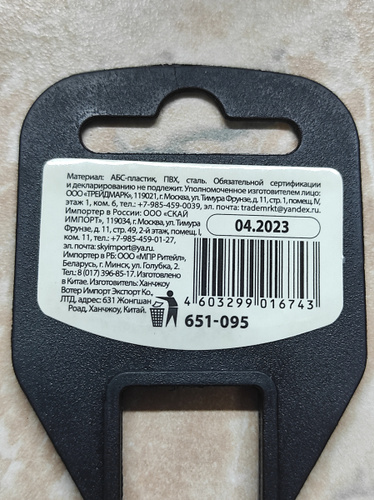 Материал: АБС-пластик, ПВХ, сталь. Обязательной сертификации
и декларированию не подлежит. Уполномоченное изготовителем лицо:
ООО «ТРЕЙДМАРК», 119021, г. Москва, ул. Тимура Фрунзе, д. 11, стр. 1, помещ. IV,
этаж 1, ком. 6, тел.: +7-985-459-0039, эл. почта: trademrkt@yandex.ru.
Импортер в России: ООО «СКАЙ
ИМПОРТ», 119034, г. Москва, ул. Тимура
Фрунзе, д. 11, стр. 49, 2-й этаж, помещ. I,
ком. 11, тел.: +7-985-459-01-27,
эл. почта: skyimport@ya.ru.
Импортер в РБ: ООО «МПР Ритейл»,
Беларусь, г. Минск, ул. Голубка, 2.
Тел.: 8 (017) 396-85-17. Изготовлено
в Китае. Изготовитель: Ханчжоу
Вотер Импорт Экспорт Ко.,
ЛТД, адрес: 631 Жонгшан
Роад, Ханчжоу, Китай.
04.2023
4 603299 016743
651-095